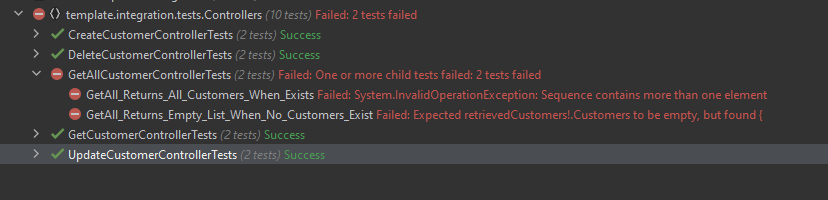 template.integration.tests.Controllers (10 tests) Failed: 2 tests failed
CreateCustomerControllerTests (2 tests) Success
DeleteCustomerControllerTests (2 tests) Success
GetAllCustomerControllerTests (2 tests) Failed: One or more child tests failed: 2 tests failed
GetAll_Returns_All_Customers_When_Exists Failed: System.InvalidOperationException: Sequence contains more than one element
GetAll_Returns_Empty_List_When_No_Customers_Exist Failed: Expected retrievedCustomers!.Customers to be empty, but found {
GetCustomerControllerTests (2 tests) Success
UpdateCustomerControllerTests (2 tests) Success